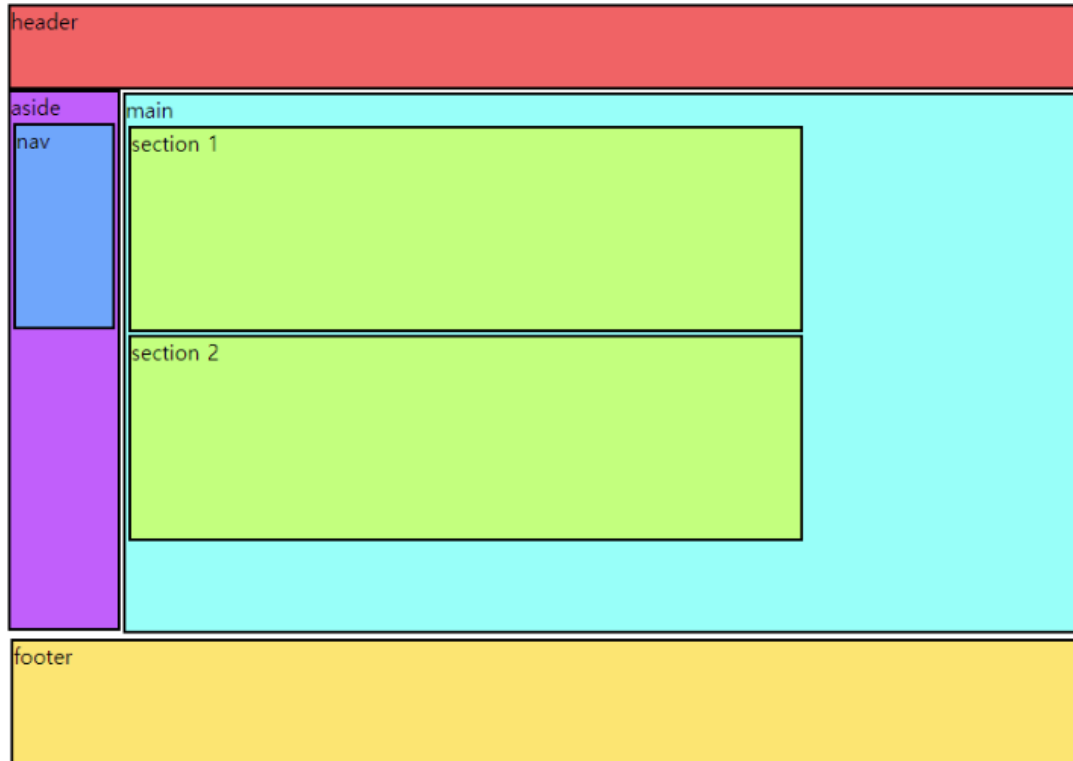 header
aside
main
nav
section 1
section 2
footer